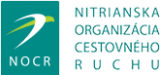 NOCR
NITRIANSKA
ORGANIZÁCIA
CESTOVNÉHO
RUCHU